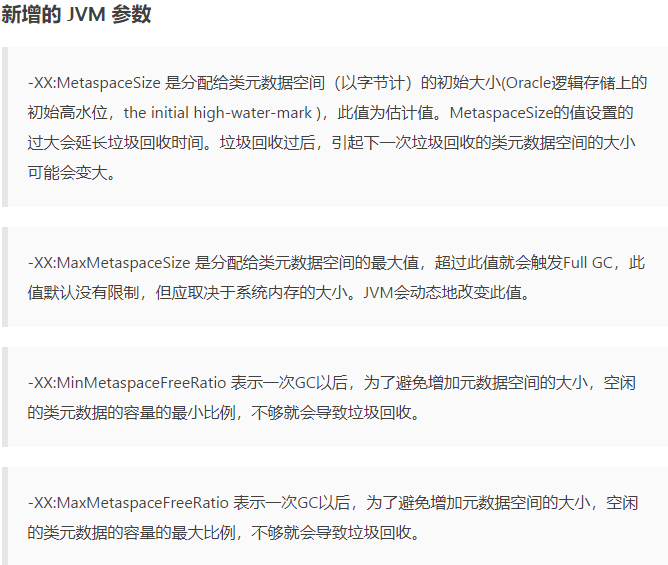 新增的 JVM 参数
-XX:MetaspaceSize 是分配给类元数据空间（以字节计）的初始大小(Oracle逻辑存储上的
初始高水位，the initial high-water-mark )，此值为估计值。MetaspaceSize的值设置的
过大会延长垃圾回收时间。垃圾回收过后，引起下一次垃圾回收的类元数据空间的大小
可能会变大。
-XX:MaxMetaspaceSize 是分配给类元数据空间的最大值，超过此值就会触发Full GC，此
值默认没有限制，但应取决于系统内存的大小。JVM会动态地改变此值。
-XX:MinMetaspaceFreeRatio 表示一次GC以后，为了避免增加元数据空间的大小，空闲
的类元数据的容量的最小比例，不够就会导致垃圾回收。
-XX:MaxMetaspaceFreeRatio 表示一次GC以后，为了避免增加元数据空间的大小，空闲
的类元数据的容量的最大比例，不够就会导致垃圾回收。